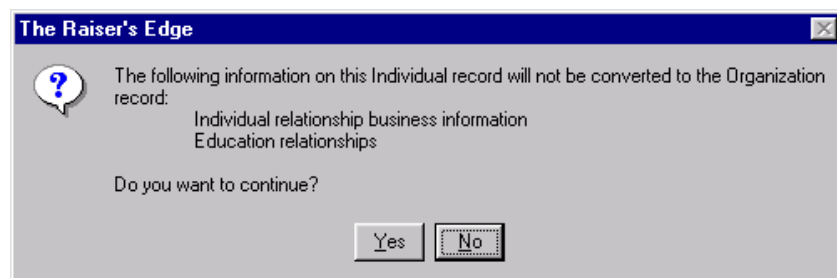 The Raiser's Edge
?
The following information on this Individual record will not be converted to the Organization
record:
Individual relationship business information
Education relationships
Do you want to continue?
Yes No